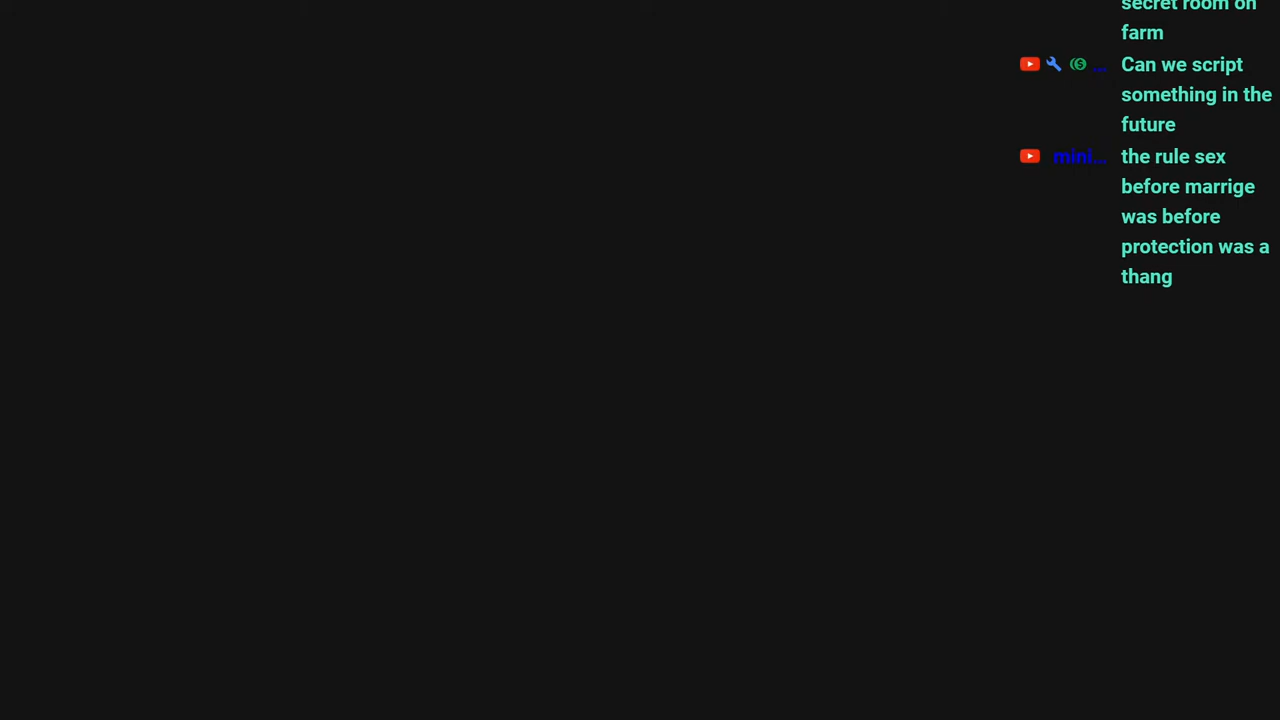 secret room on
farm
... Can we script
something in the
future
mini... the rule sex
before marrige
was before
protection was a
thang